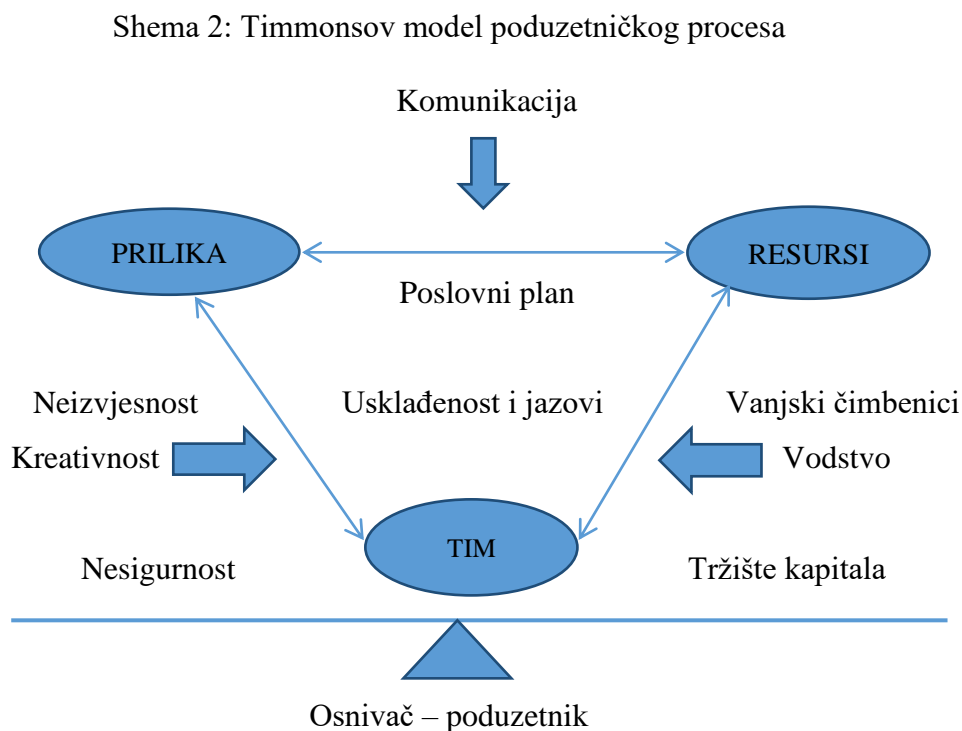 Shema 2: Timmonsov model poduzetničkog procesa
Komunikacija
PRILIKA
RESURSI
Poslovni plan
Neizvjesnost
Usklađenost i jazovi
Vanjski čimbenici
Kreativnost
Vodstvo
TIM
Nesigurnost
Tržište kapitala
Osnivač – poduzetnik